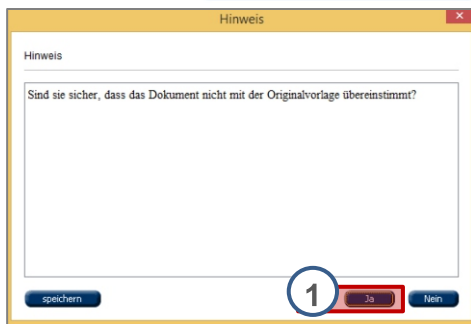 Hinweis
Hinweis
Sind sie sicher, dass das Dokument nicht mit der Originalvorlage übereinstimmt?
speichern
1
Ja
Nein